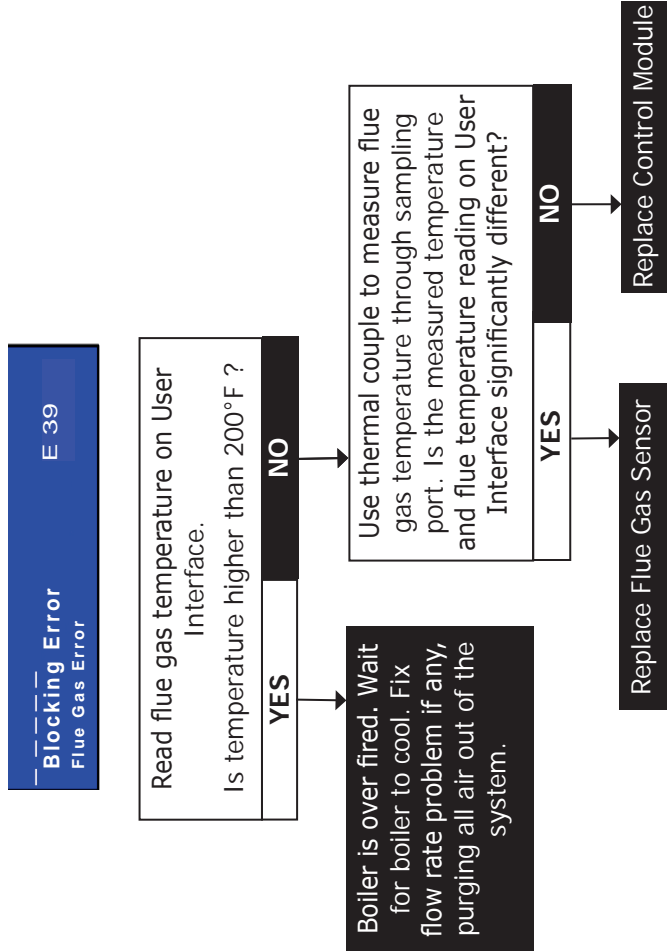 Blocking Error E 39
Flue Gas Error
Read flue gas temperature on User
Interface.
Is temperature higher than 200°F ?
YES NO
Boiler is over fired. Wait
for boiler to cool. Fix
flow rate problem if any,
purging all air out of the
system.
Use thermal couple to measure flue
gas temperature through sampling
port. Is the measured temperature
and flue temperature reading on User
Interface significantly different?
YES NO
Replace Flue Gas Sensor
Replace Control Module